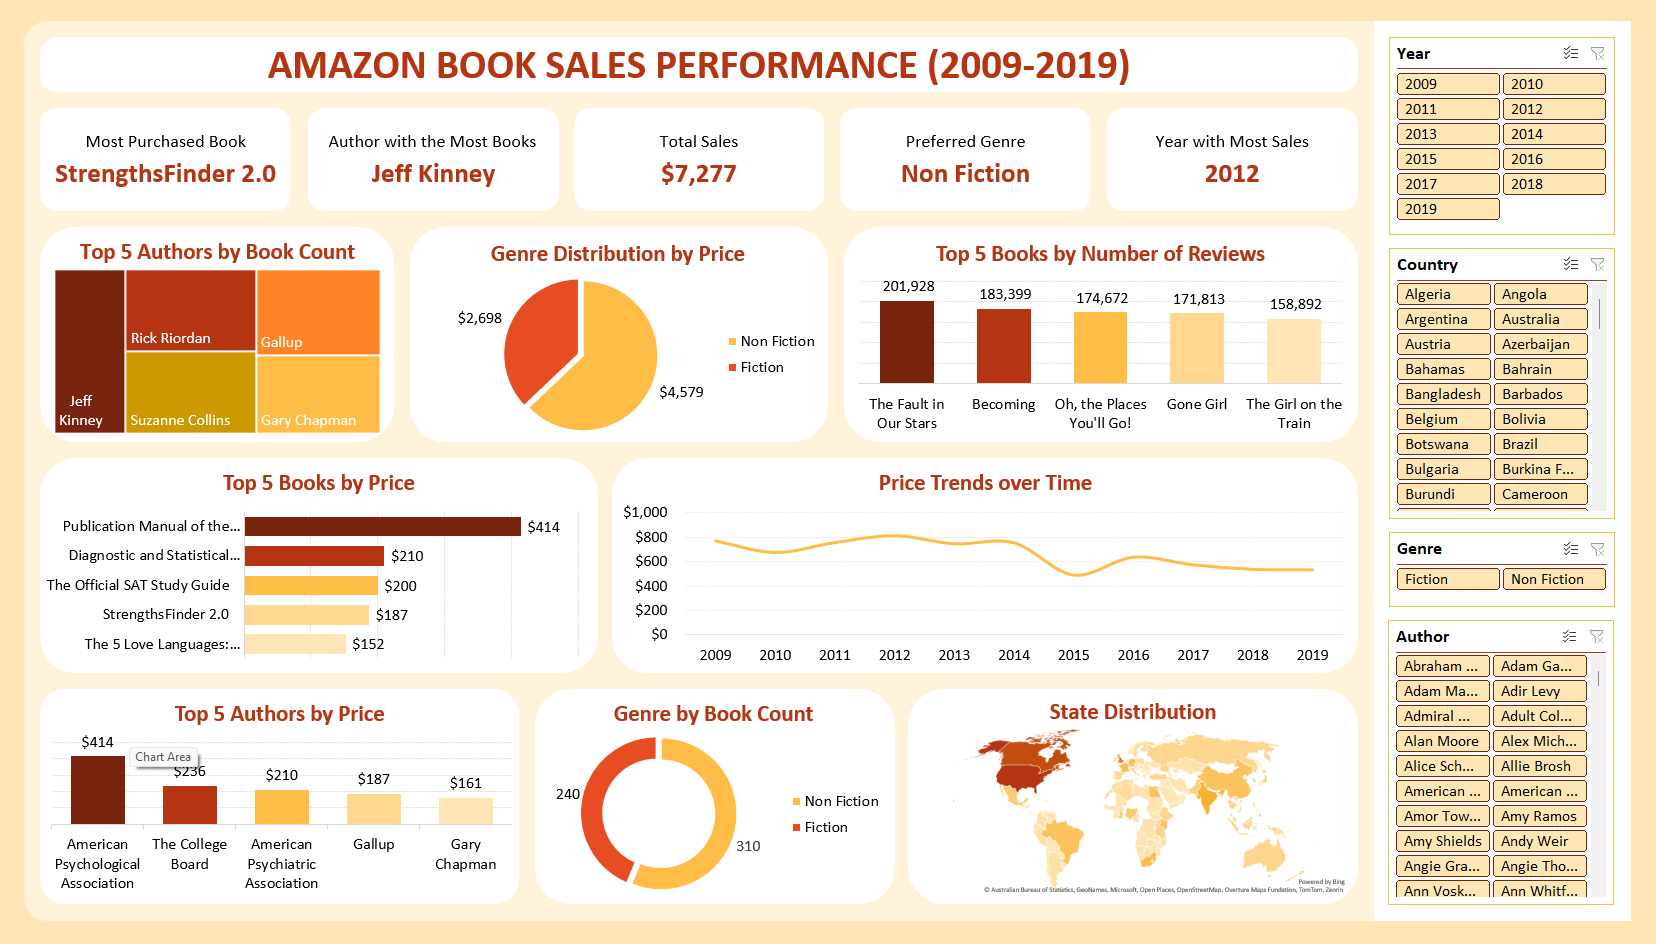 AMAZON BOOK SALES PERFORMANCE (2009-2019)
Most Purchased Book
StrengthsFinder 2.0
Author with the Most Books
Jeff Kinney
Total Sales
$7,277
Preferred Genre
Non Fiction
Year with Most Sales
2012
Top 5 Authors by Book Count
Jeff
Kinney
Rick Riordan
Suzanne Collins
Gallup
Gary Chapman
Genre Distribution by Price
$2,698
$4,579
Non Fiction
Fiction
Top 5 Books by Number of Reviews
201,928
183,399
174,672
171,813
158,892
The Fault in
Our Stars
Becoming
Oh, the Places
You'll Go!
Gone Girl
The Girl on the
Train
Top 5 Books by Price
Publication Manual of the...
$414
Diagnostic and Statistical...
$210
The Official SAT Study Guide
$200
StrengthsFinder 2.0
$187
The 5 Love Languages:...
$152
Price Trends over Time
$1,000
$800
$600
$400
$200
$0
2009
2010
2011
2012
2013
2014
2015
2016
2017
2018
2019
Top 5 Authors by Price
$414
Chart Area
$236
$210
$187
$161
American
Psychological
Association
The College
Board
American
Psychiatric
Association
Gallup
Gary
Chapman
Genre by Book Count
240
310
Non Fiction
Fiction
State Distribution
Powered by Bing
© Australian Bureau of Statistics, GeoNames, Microsoft, Open Places, OpenStreetMap, Overture Maps Fundation, TomTom, Zenrin
Year
2009
2010
2011
2012
2013
2014
2015
2016
2017
2018
2019
Country
Algeria
Angola
Argentina
Australia
Austria
Azerbaijan
Bahamas
Bahrain
Bangladesh
Barbados
Belgium
Bolivia
Botswana
Brazil
Bulgaria
Burkina F...
Burundi
Cameroon
Genre
Fiction
Non Fiction
Author
Abraham ...
Adam Ga...
Adam Ma...
Adir Levy
Admiral ...
Adult Col...
Alan Moore
Alex Mich...
Alice Sch...
Allie Brosh
American ...
American ...
Amor Tow...
Amy Ramos
Amy Shields
Andy Weir
Angie Gra...
Angie Tho...
Ann Vosk...
Ann Whitf...